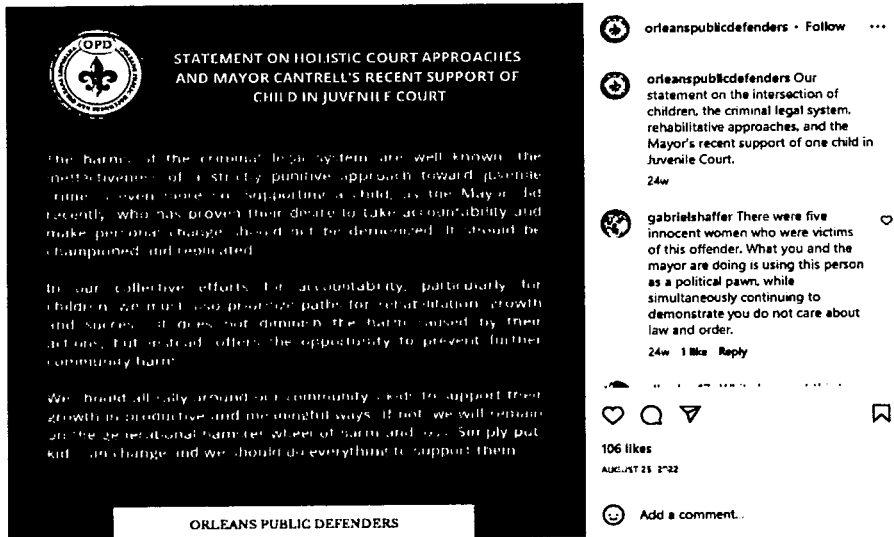 OPD
STATEMENT ON HOLISTIC COURT APPROACHES
AND MAYOR CANTRELL'S RECENT SUPPORT OF
CHILD IN JUVENILE COURT
The harms of the criminal legal system are well known, the
ineffectiveness of a strictly punitive approach toward juvenile
crime even more so. Supporting a child, as the Mayor did
recently, who has proven their desire to take accountability and
make personal change should not be demonized. It should be
championed and replicated.
In our collective efforts for accountability, particularly for
children, we must also prioritize paths for rehabilitation, growth
and success. It does not diminish the harm caused by their
actions, but instead offers the opportunity to prevent further
community harm.
We should all rally around our community's kids to support their
growth in productive and meaningful ways. If not, we will remain
on the generational hamster wheel of harm and loss. Simply put,
kids can change and we should do everything to support them.
ORLEANS PUBLIC DEFENDERS
orleanspublicdefenders • Follow
orleanspublicdefenders Our
statement on the intersection of
children, the criminal legal system,
rehabilitative approaches, and the
Mayor's recent support of one child in
Juvenile Court.
24w
gabrielshaffer There were five
innocent women who were victims
of this offender. What you and the
mayor are doing is using this person
as a political pawn, while
simultaneously continuing to
demonstrate you do not care about
law and order.
24w 1 like Reply
106 likes
AUGUST 25, 2022
Add a comment...